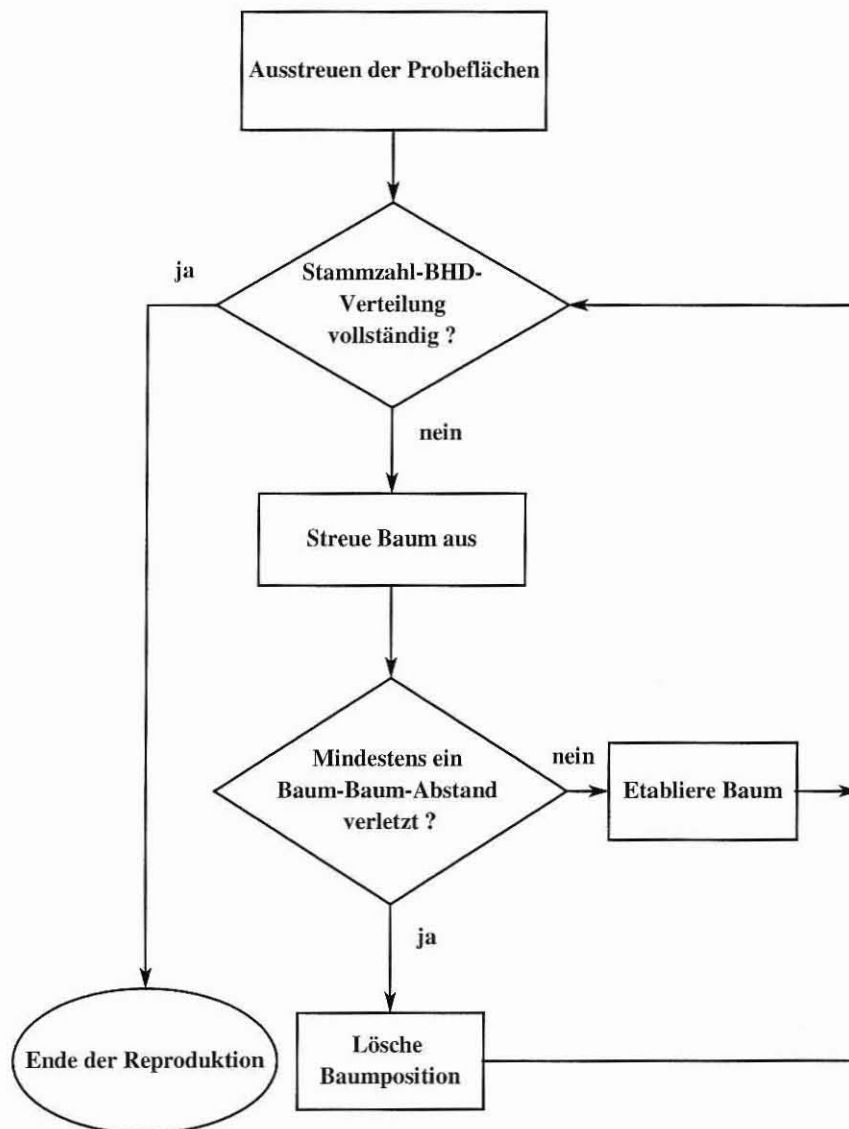 Ausstreuen der Probeflächen
ja
Stammzahl-BHD-
Verteilung
vollständig ?
nein
Streue Baum aus
Mindestens ein
Baum-Baum-Abstand
verletzt ?
nein
Etabliere Baum
ja
Ende der Reproduktion
Lösche
Baumposition